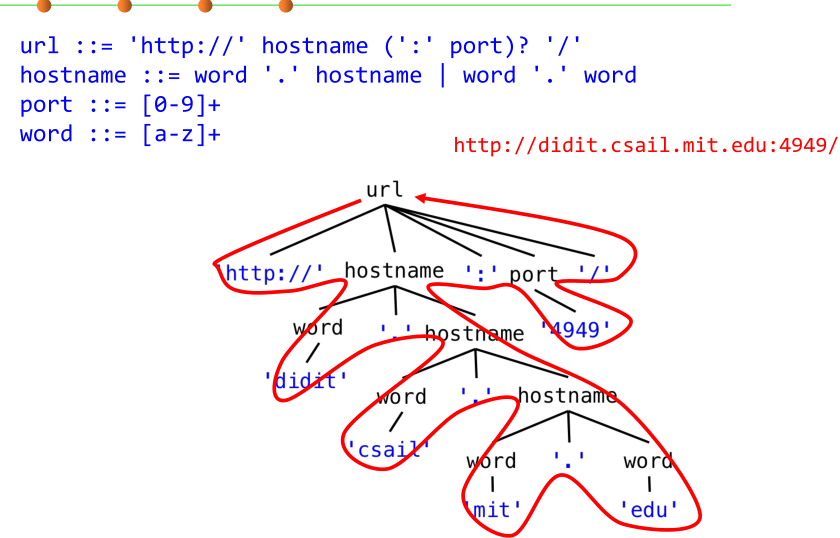 url ::= 'http://' hostname (':' port)? '/'
hostname ::= word '.' hostname | word '.' word
port ::= [0-9]+
word ::= [a-z]+
http://didit.csail.mit.edu:4949/
url
'http://' hostname ':' port '/'
word '.' hostname '4949'
'didit' word '.' hostname
'csail' word '.' word
'mit' 'edu'